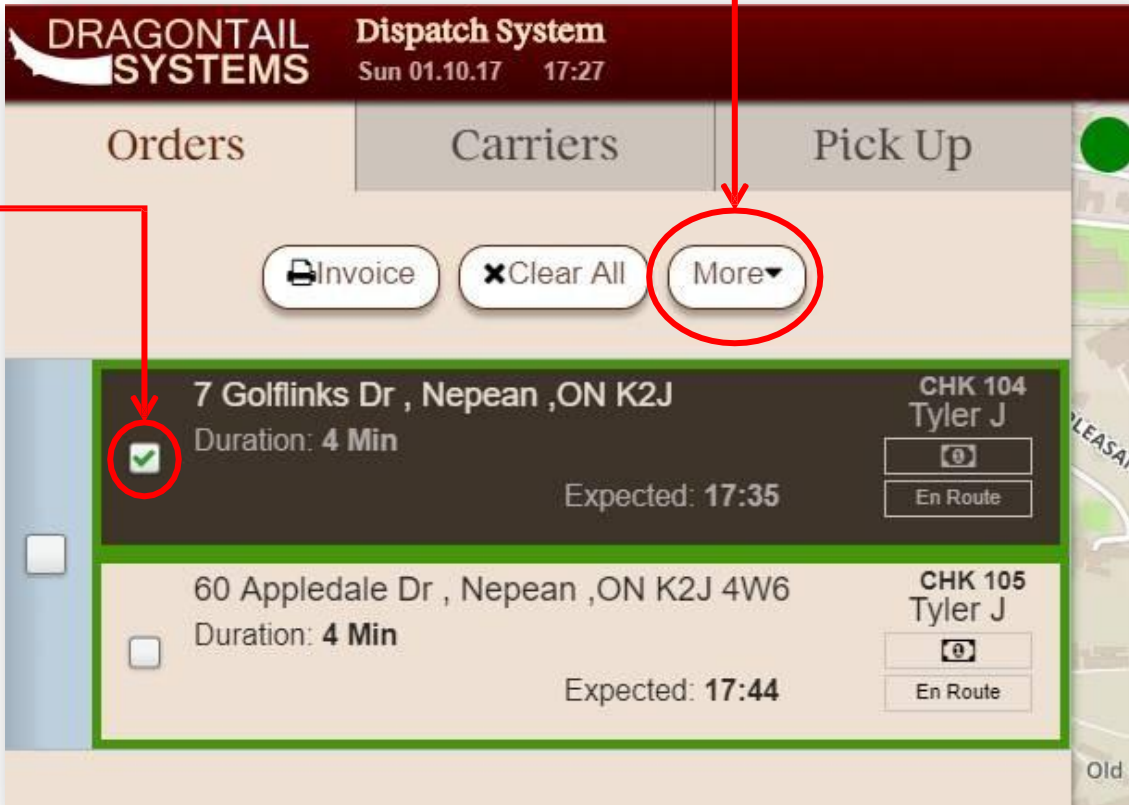 DRAGONTAIL
SYSTEMS
Dispatch System
Sun 01.10.17 17:27
Orders
Carriers
Pick Up
Invoice
Clear All
More
7 Golflinks Dr , Nepean ,ON K2J
Duration: 4 Min
Expected: 17:35
CHK 104
Tyler J
En Route
60 Appledale Dr , Nepean ,ON K2J 4W6
Duration: 4 Min
Expected: 17:44
CHK 105
Tyler J
En Route
Old